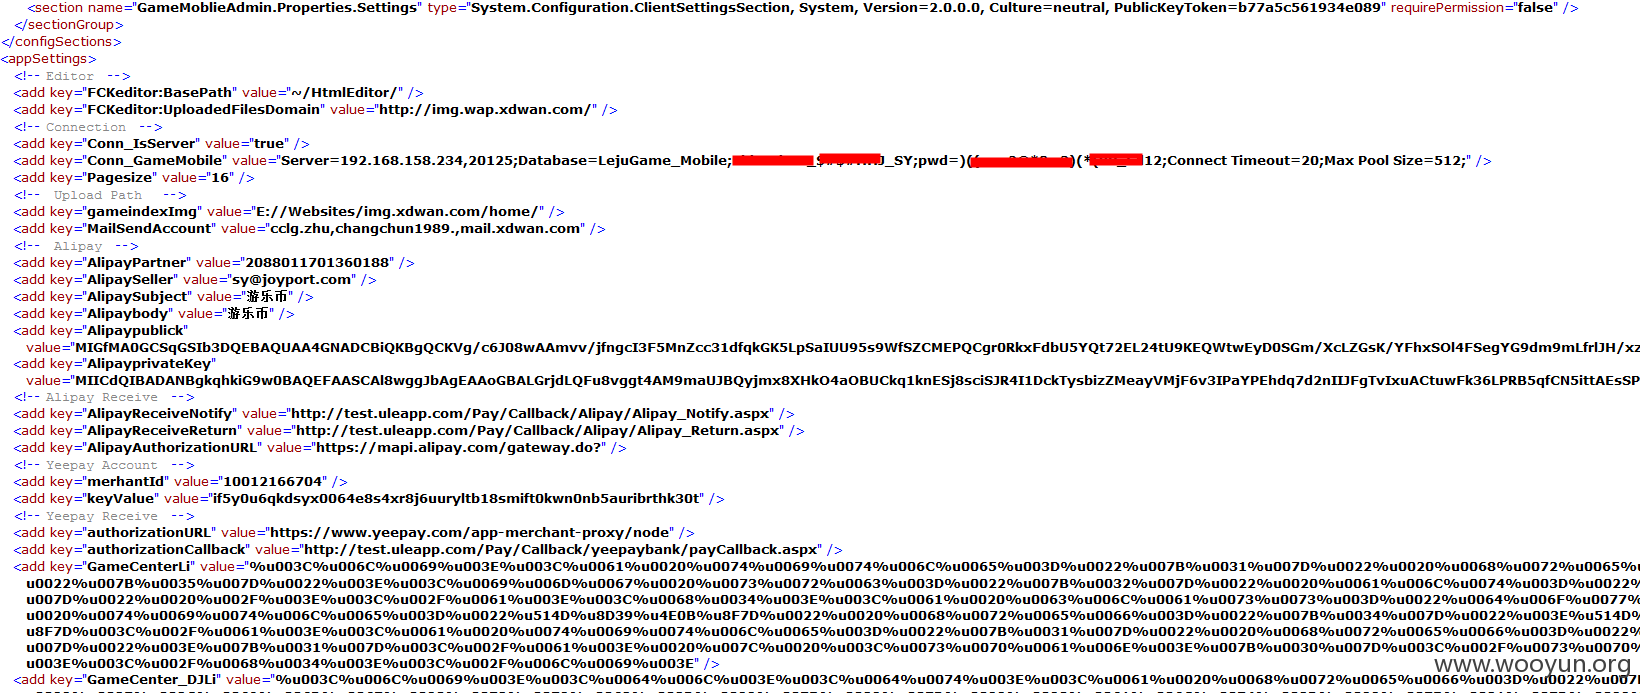 <section name="GameMoblieAdmin.Properties.Settings" type="System.Configuration.ClientSettingsSection, System, Version=2.0.0.0, Culture=neutral, PublicKeyToken=b77a5c561934e089" requirePermission="false" />
</sectionGroup>
</configSections>
<appSettings>
<!-- Editor -->
<add key="FCKeditor:BasePath" value="~/HtmlEditor/" />
<add key="FCKeditor:UploadedFilesDomain" value="http://img.wap.xdwan.com/" />
<!-- Connection -->
<add key="Conn_IsServer" value="true" />
<add key="Conn_GameMobile" value="Server=192.168.158.234,20125;Database=LejuGame_Mobile; J_SY;pwd= 12;Connect Timeout=20;Max Pool Size=512;" />
<add key="Pagesize" value="16" />
<!-- Upload Path -->
<add key="gameindexImg" value="E://Websites/img.xdwan.com/home/" />
<add key="MailSendAccount" value="cclg.zhu,changchun1989.,mail.xdwan.com" />
<!-- Alipay -->
<add key="AlipayPartner" value="2088011701360188" />
<add key="AlipaySeller" value="sy@joyport.com" />
<add key="AlipaySubject" value="游乐币" />
<add key="Alipaybody" value="游乐币" />
<add key="Alipaypublick"
value="MIGfMA0GCSqGSIb3DQEBAQUAA4GNADCBiQKBgQCKVg/c6J08wAAmvv/jfngcI3F5MnZcc31dfqkGK5LpSaIUU95s9WfSZCMEPQCgr0RkxFdbU5YQt72EL24tU9KEQWtwEyD0SGm/XcLZGsK/YFhxSOl4FSegYG9dm9mLfrlJH/xz
<add key="AlipayprivateKey"
value="MIICdQIBADANBgkqhkiG9w0BAQEFAASCAl8wggJbAgEAAoGBALGrjdLQFu8vggt4AM9maUJBQyjmx8XHkO4aOBUCkq1knESj8sciSJR4I1DckTysbizZMeayVMjF6v3IPaYPEhdq7d2nIIJFgTvIxuACtuwFk36LPRB5qfCN5ittAEsSP
<!-- Alipay Receive -->
<add key="AlipayReceiveNotify" value="http://test.uleapp.com/Pay/Callback/Alipay/Alipay_Notify.aspx" />
<add key="AlipayReceiveReturn" value="http://test.uleapp.com/Pay/Callback/Alipay/Alipay_Return.aspx" />
<add key="AlipayAuthorizationURL" value="https://mapi.alipay.com/gateway.do?" />
<!-- Yeepay Account -->
<add key="merhantId" value="10012166704" />
<add key="keyValue" value="if5y0u6qkdsyx0064e8s4xr8j6uuryltb18smift0kwn0nb5auribrthk30t" />
<!-- Yeepay Receive -->
<add key="authorizationURL" value="https://www.yeepay.com/app-merchant-proxy/node" />
<add key="authorizationCallback" value="http://test.uleapp.com/Pay/Callback/yeepaybank/payCallback.aspx" />
<add key="GameCenterLi" value="%u003C%u006C%u0069%u003E%u003C%u0061%u0020%u0074%u0069%u0074%u006C%u0065%u003D%u0022%u007B%u0031%u007D%u0022%u0020%u0068%u0072%u0065%u
u0022%u007B%u0035%u007D%u0022%u003E%u003C%u0069%u006D%u0067%u0020%u0073%u0072%u0063%u003D%u0022%u007B%u0032%u007D%u0022%u0020%u0061%u006C%u0074%u003D%u0022%
u007D%u0022%u0020%u002F%u003E%u003C%u002F%u0061%u003E%u003C%u0068%u0034%u003E%u003C%u0061%u0020%u0063%u006C%u0061%u0073%u0073%u003D%u0022%u0064%u006F%u0077%
u0020%u0074%u0069%u0074%u006C%u0065%u003D%u0022%u514D%u8D39%u4E0B%u8F7D%u0022%u0020%u0068%u0072%u0065%u0066%u003D%u0022%u007B%u0034%u007D%u0022%u003E%u514D%
u8F7D%u003C%u002F%u0061%u003E%u003C%u0061%u0020%u0074%u0069%u0074%u006C%u0065%u003D%u0022%u007B%u0031%u007D%u0022%u0020%u0068%u0072%u0065%u0066%u003D%u0022%
u007D%u0022%u003E%u007B%u0031%u007D%u003C%u002F%u0061%u003E%u0020%u007C%u0020%u003C%u0073%u0070%u0061%u006E%u003E%u007B%u0030%u007D%u003C%u002F%u0073%u0070%
u003E%u003C%u002F%u0068%u0034%u003E%u003C%u002F%u006C%u0069%u003E" />
<add key="GameCenter_DJLi" value="%u003C%u006C%u0069%u003E%u003C%u0064%u006C%u003E%u003C%u0064%u0074%u003E%u003C%u0061%u0020%u0068%u0072%u0065%u0066%u003D%u0022%u007
www.wooyun.org